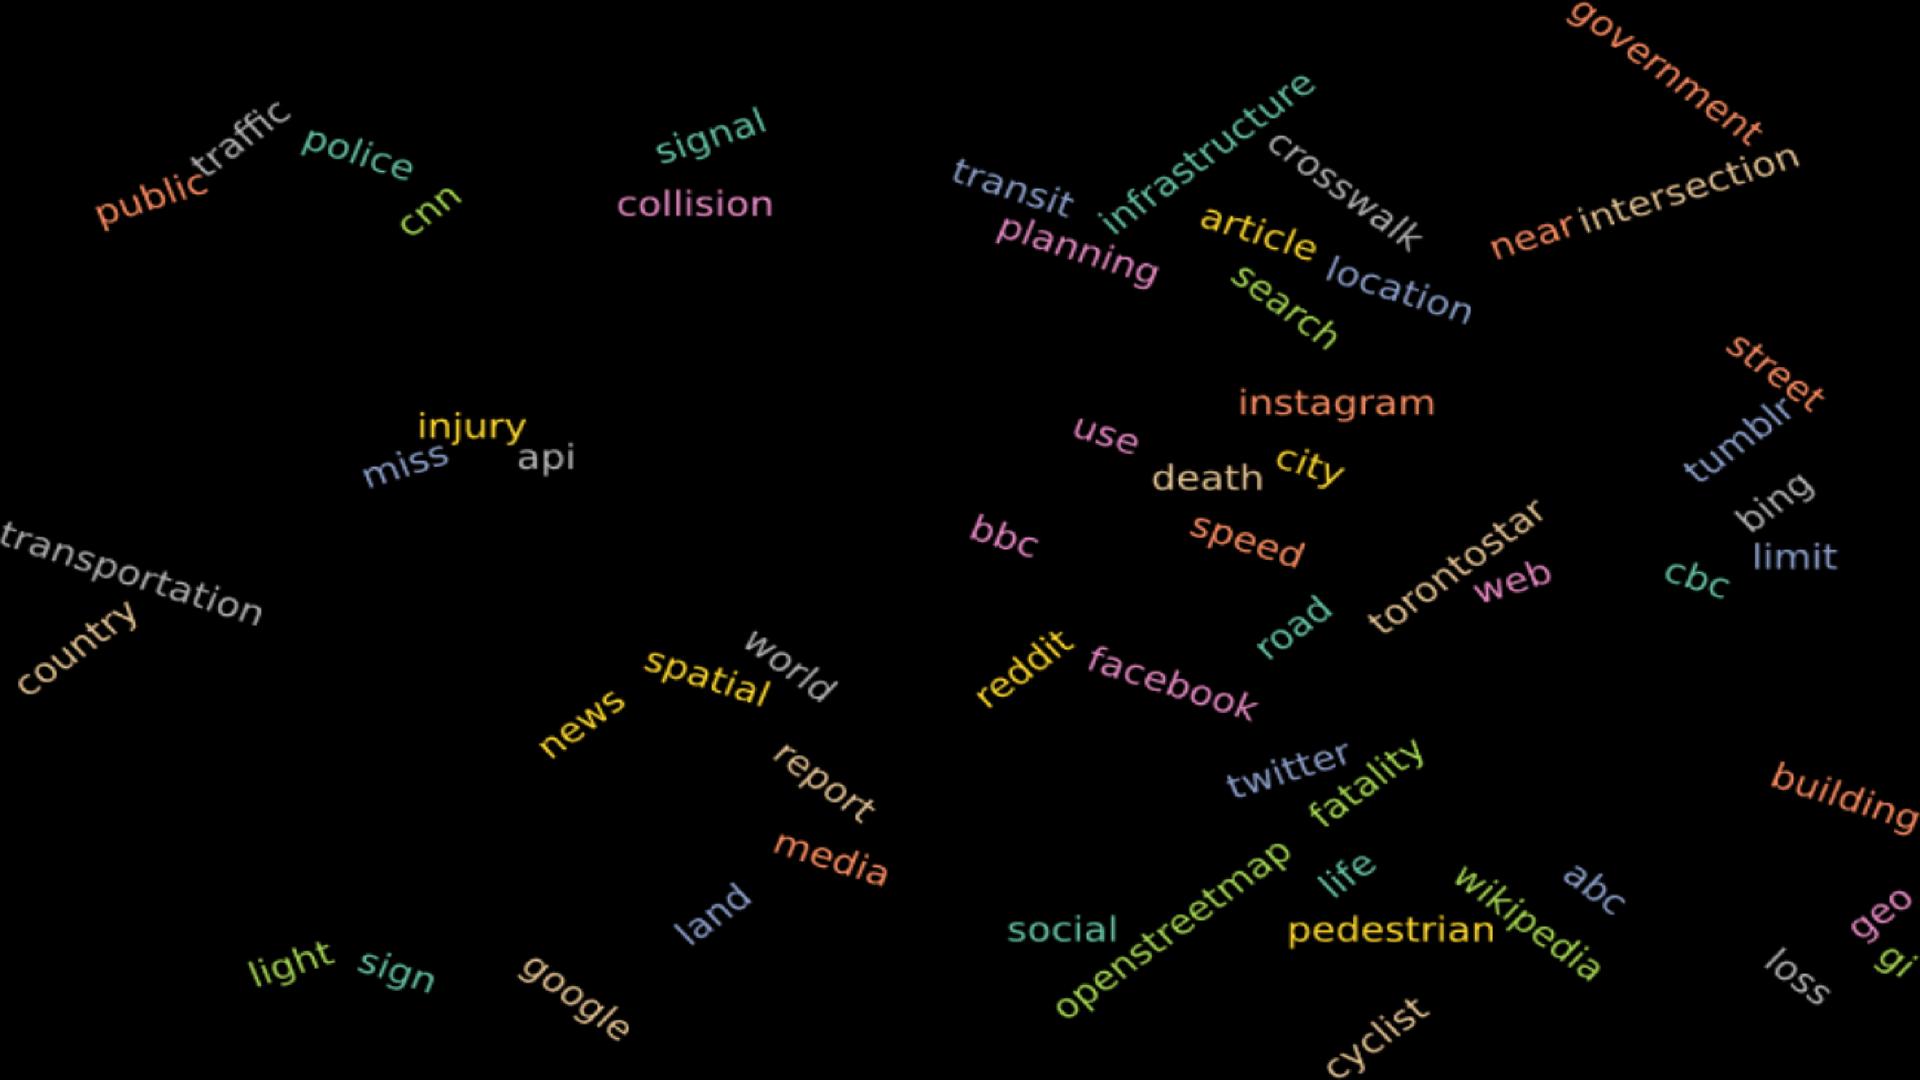 government
infrastructure
traffic
police
signal
public
cnn
collision
transit
crosswalk
intersection
near
planning
article
location
search
street
instagram
injury
miss
api
use
death
city
tumblr
bing
transportation
bbc
speed
torontostar
web
cbc
limit
country
road
world
spatial
reddit
facebook
news
report
twitter
fatality
building
media
land
life
openstreetmap
wikipedia
abc
geo
social
pedestrian
light
sign
google
loss
gi
cyclist